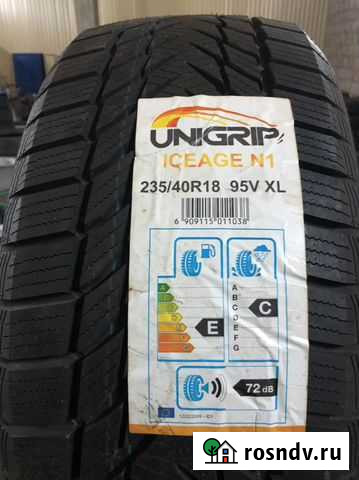 UNIGRIP
ICEAGE N1
235/40R18 95V XL
6 909115 011038
A
B
C
D
E
F
G
E
A
B
C
D
E
F
G
C
72 dB
rosndv.ru